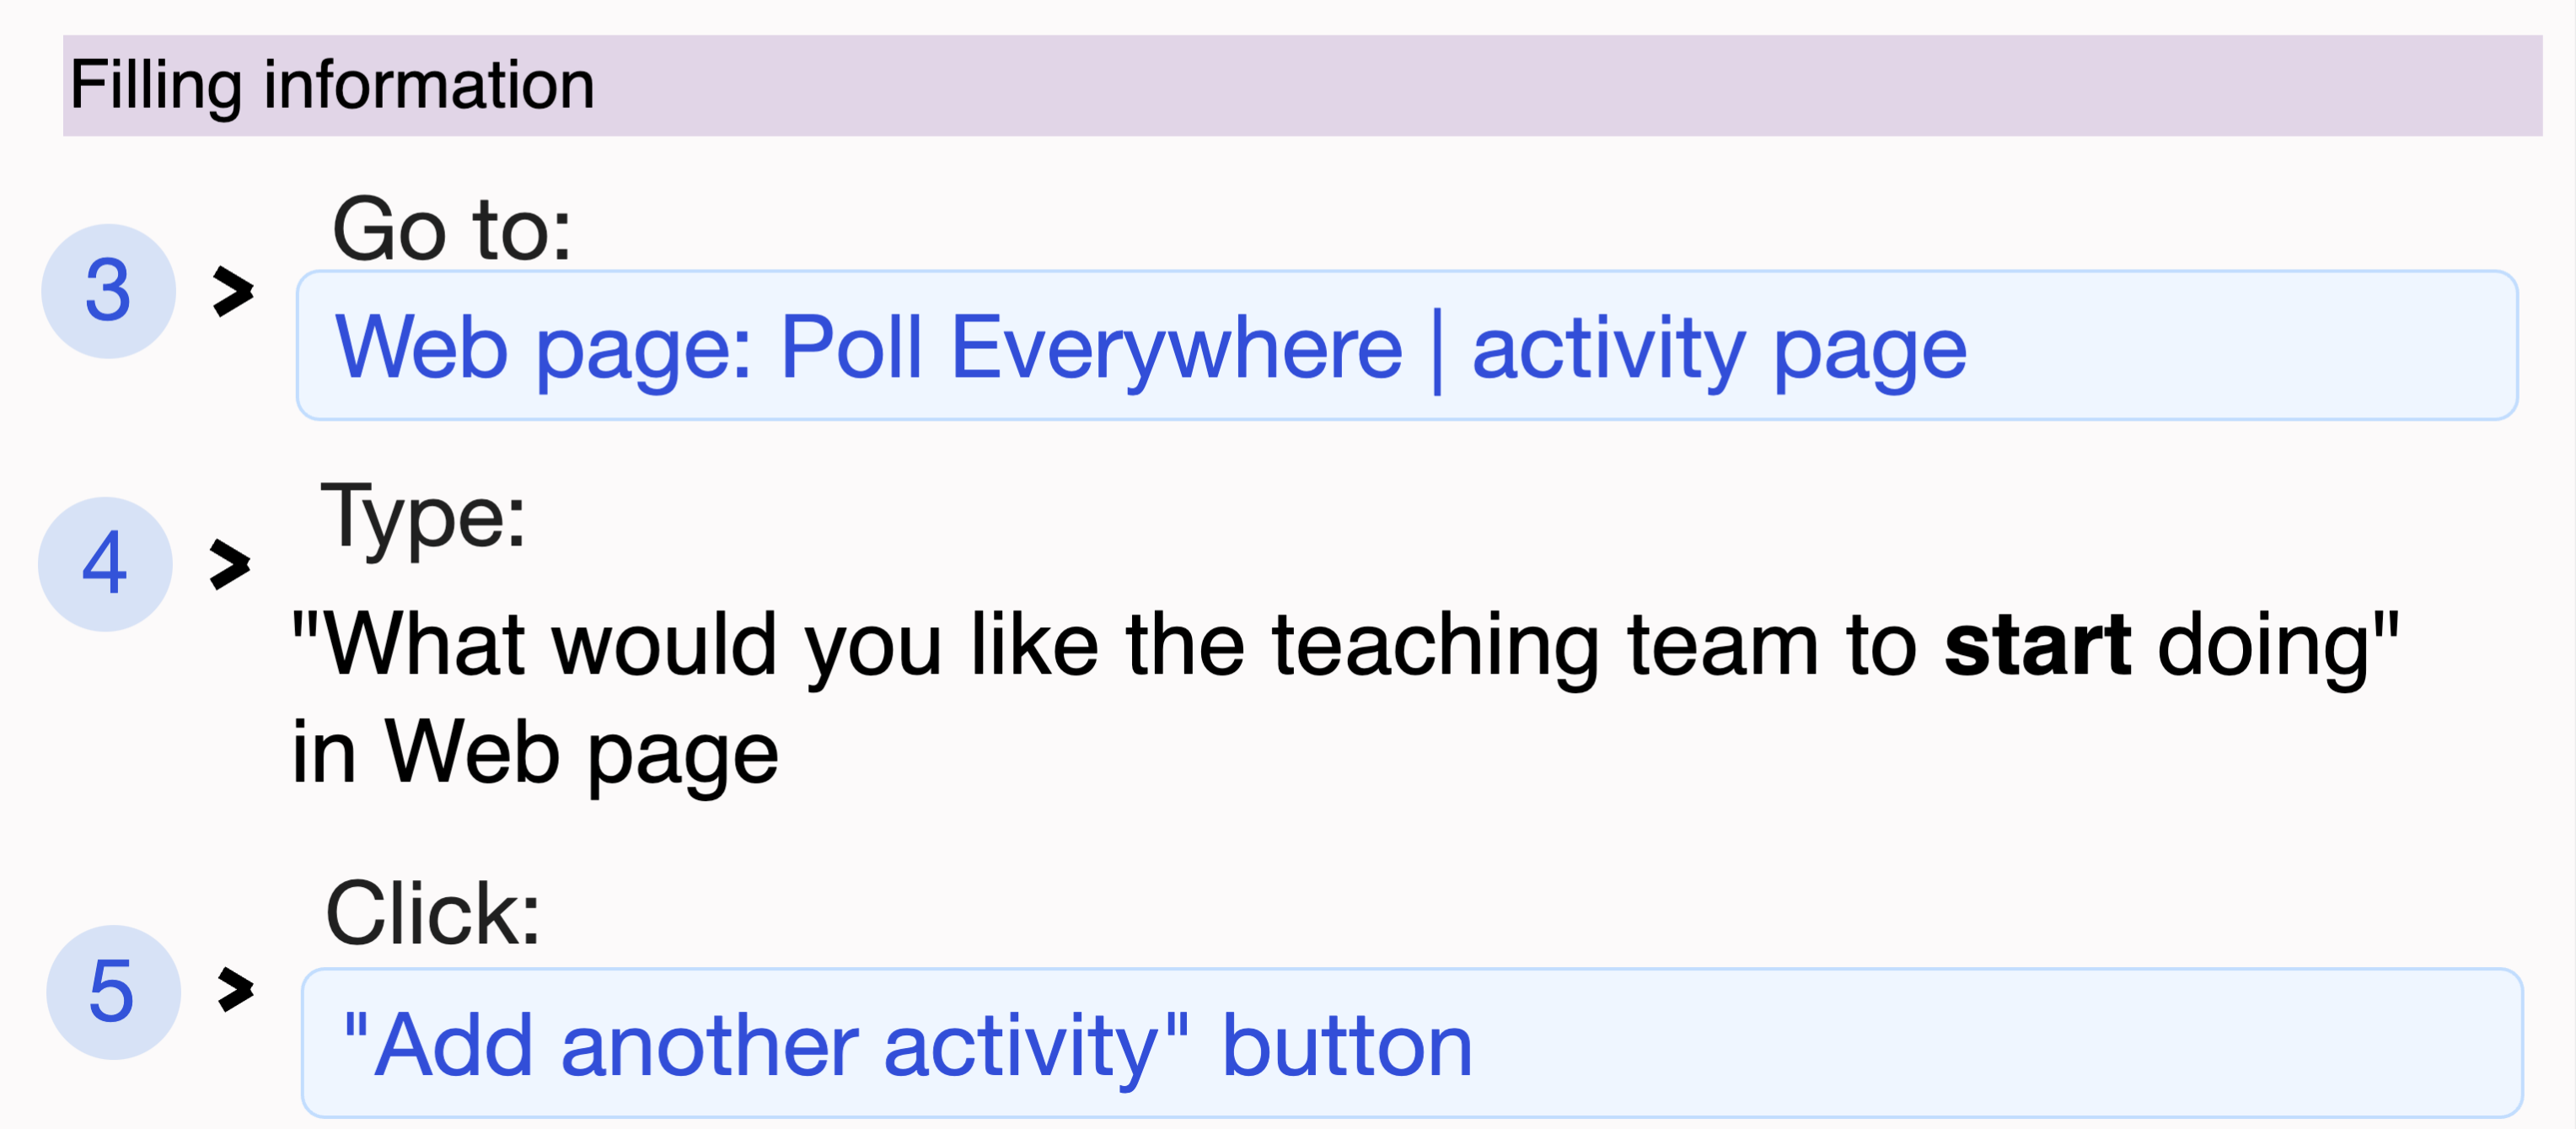 Filling information
Go to:
3 >
Web page: Poll Everywhere | activity page
Type:
4 >
"What would you like the teaching team to start doing"
in Web page
Click:
5 >
"Add another activity" button